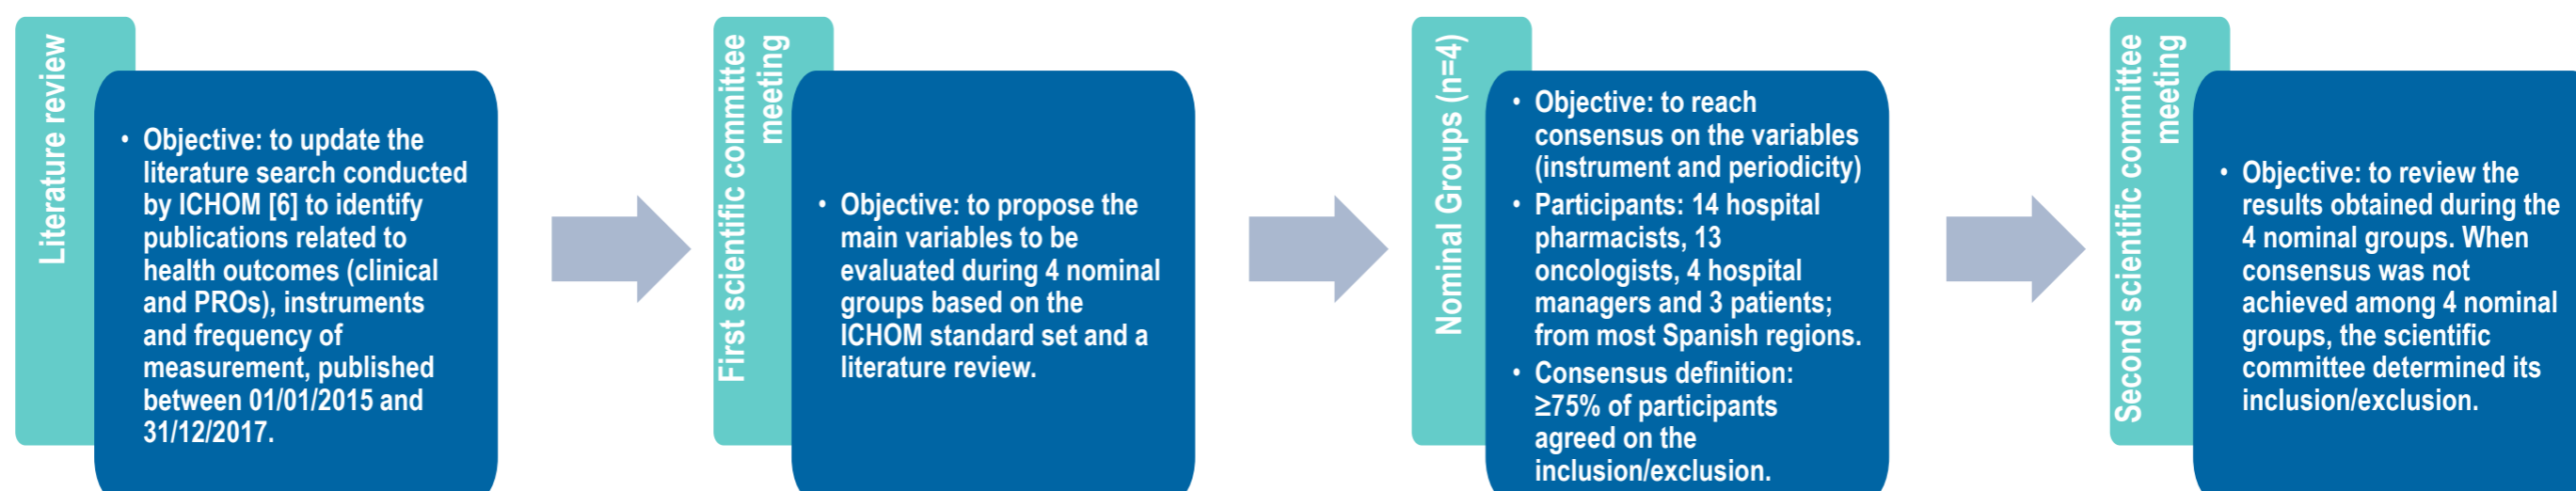 Literature review
• Objective: to update the
literature search conducted
by ICHOM [6] to identify
publications related to
health outcomes (clinical
and PROs), instruments
and frequency of
measurement, published
between 01/01/2015 and
31/12/2017.
First scientific committee
meeting
• Objective: to propose the
main variables to be
evaluated during 4 nominal
groups based on the
ICHOM standard set and a
literature review.
Nominal Groups (n=4)
• Objective: to reach
consensus on the variables
(instrument and periodicity)
• Participants: 14 hospital
pharmacists, 13
oncologists, 4 hospital
managers and 3 patients;
from most Spanish regions.
• Consensus definition:
≥75% of participants
agreed on the
inclusion/exclusion.
Second scientific committee
meeting
• Objective: to review the
results obtained during the
4 nominal groups. When
consensus was not
achieved among 4 nominal
groups, the scientific
committee determined its
inclusion/exclusion.